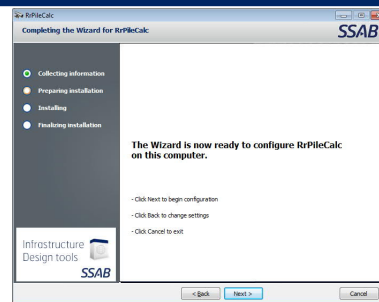 RrPileCalc
Completing the Wizard for RrPileCalc
SSAB
Collecting information
Preparing installation
Installing
Finalizing installation
The Wizard is now ready to configure RrPileCalc
on this computer.
- Click Next to begin configuration
- Click Back to change settings
- Click Cancel to exit
Infrastructure
Design tools
SSAB
< Back
Next >
Cancel